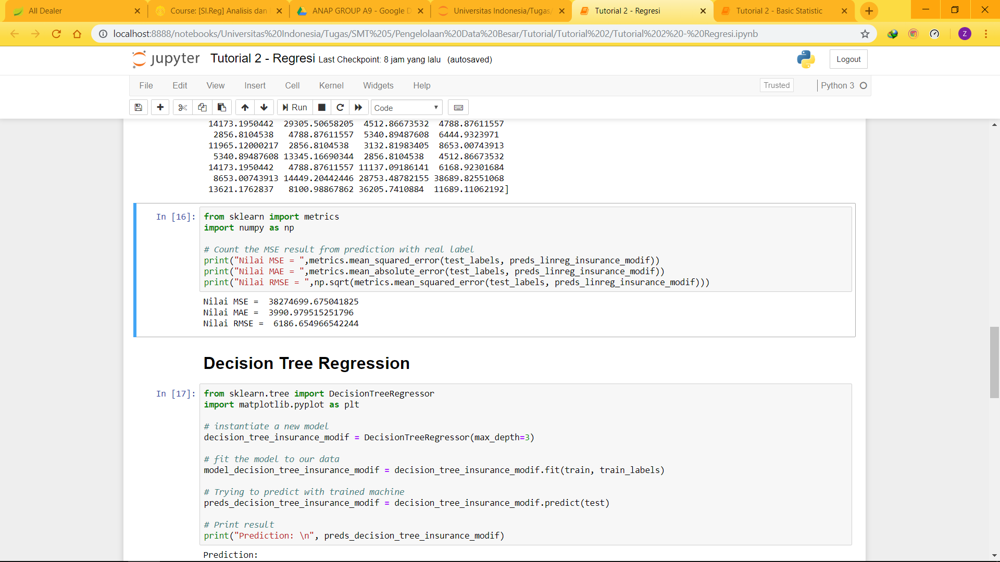 All Dealer
Course: [SI.Reg] Analisis dan
ANAP GROUP A9 - Google D
Universitas Indonesia/Tugas/
Tutorial 2 - Regresi
Tutorial 2 - Basic Statistic
localhost:8888/notebooks/Universitas%20Indonesia/Tugas/SMT%205/Pengelolaan%20Data%20Besar/Tutorial/Tutorial%202/Tutorial%202%20-%20Regresi.ipynb
Z
jupyter Tutorial 2 - Regresi Last Checkpoint: 8 jam yang lalu (autosaved)
Logout
File Edit View Insert Cell Kernel Widgets Help
Trusted
Python 3
Run
Code
14173.1950442 29305.50658205 4512.86673532 4788.87611557
2856.8104538 4788.87611557 5340.89487608 6444.9323971
11965.12000217 2856.8104538 3132.81983405 8653.00743913
5340.89487608 13345.16690344 2856.8104538 4512.86673532
14173.1950442 4788.87611557 11137.09186141 6168.92301684
8653.00743913 14449.20442446 28753.48782155 38689.82551068
13621.1762837 8100.98867862 36205.7410884 11689.11062192]
In [16]:
from sklearn import metrics
import numpy as np
# Count the MSE result from prediction with real label
print("Nilai MSE = ",metrics.mean_squared_error(test_labels, preds_linreg_insurance_modif))
print("Nilai MAE = ",metrics.mean_absolute_error(test_labels, preds_linreg_insurance_modif))
print("Nilai RMSE = ",np.sqrt(metrics.mean_squared_error(test_labels, preds_linreg_insurance_modif)))
Nilai MSE = 38274699.675041825
Nilai MAE = 3990.979515251796
Nilai RMSE = 6186.654966542244
Decision Tree Regression
In [17]:
from sklearn.tree import DecisionTreeRegressor
import matplotlib.pyplot as plt
# instantiate a new model
decision_tree_insurance_modif = DecisionTreeRegressor(max_depth=3)
# fit the model to our data
model_decision_tree_insurance_modif = decision_tree_insurance_modif.fit(train, train_labels)
# Trying to predict with trained machine
preds_decision_tree_insurance_modif = decision_tree_insurance_modif.predict(test)
# Print result
print("Prediction: \n", preds_decision_tree_insurance_modif)
Prediction: